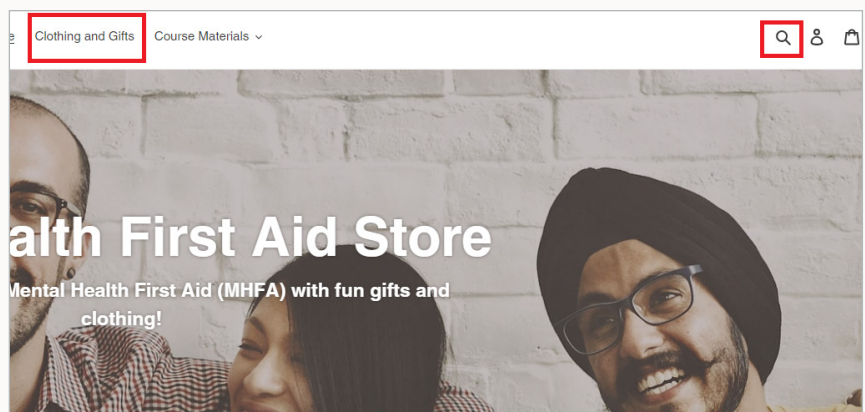 Clothing and Gifts Course Materials
alth First Aid Store
Mental Health First Aid (MHFA) with fun gifts and
clothing!